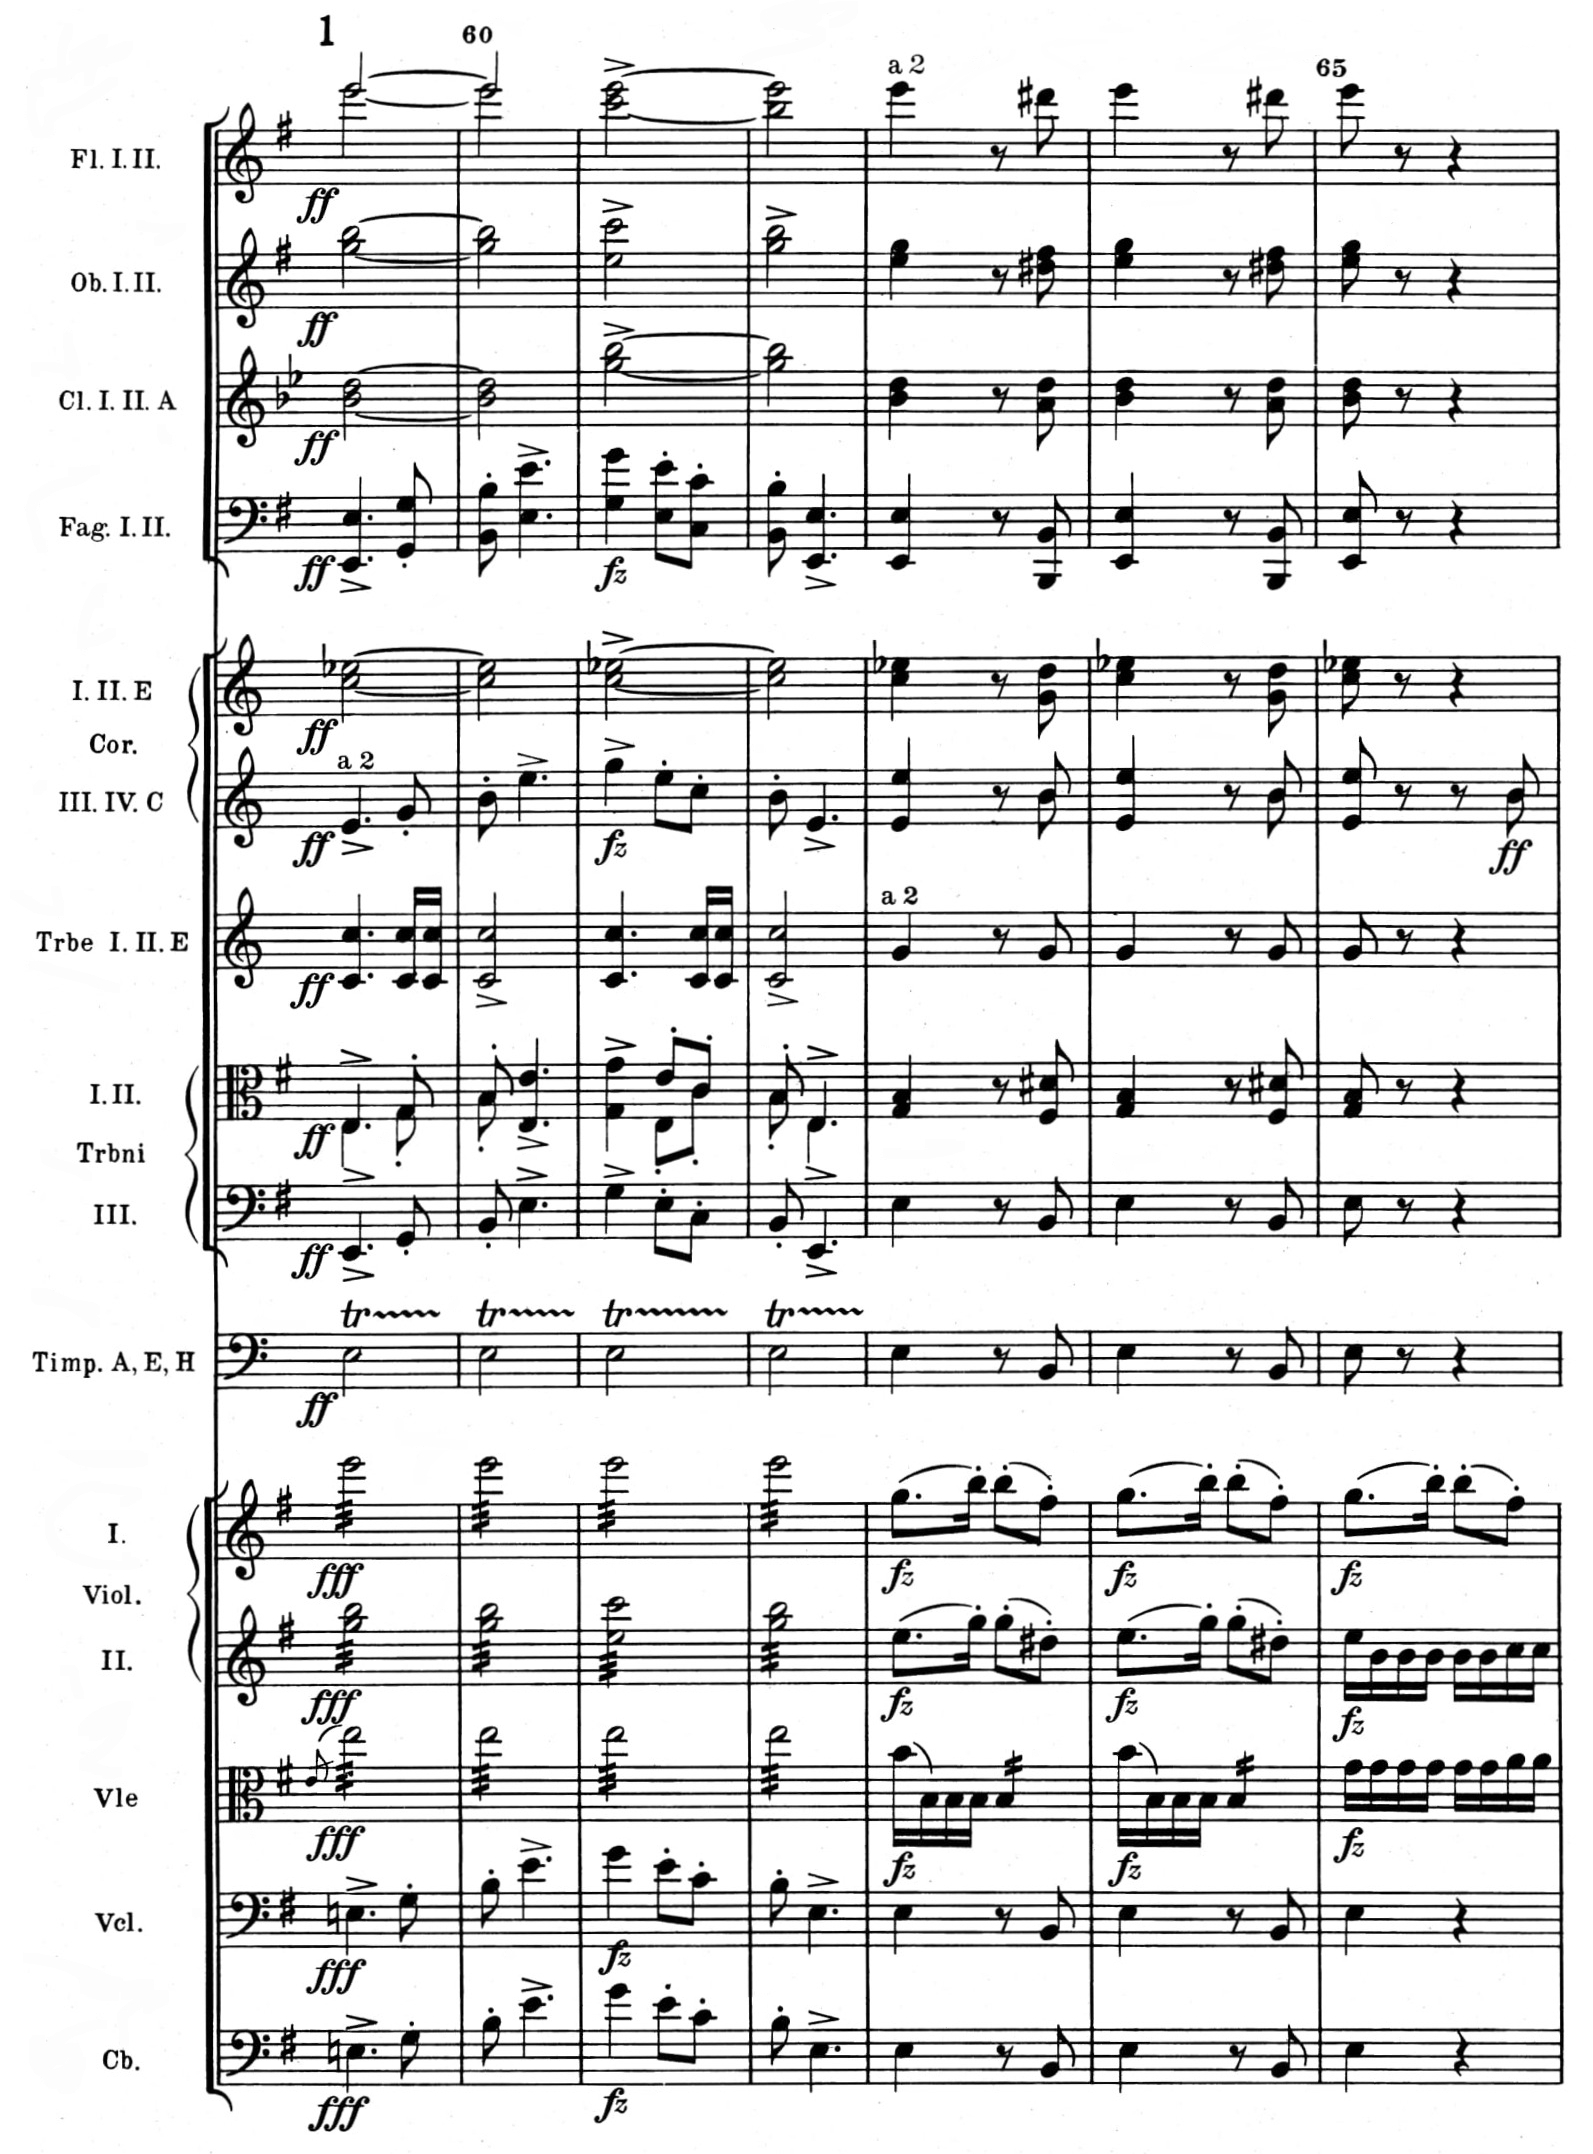 1 60
a 2 65
Fl. I. II.
ff
Ob. I. II.
ff
Cl. I. II. A
ff
Fag. I. II.
ff fz
I. II. E
ff
Cor.
a 2
III. IV. C
ff fz ff
a 2
Trbe I. II. E
ff
I. II.
ff
Trbni
III.
ff
tr tr tr tr
Timp. A, E, H
ff
I.
fff fz fz fz
Viol.
II.
fff fz fz fz
Vle
fff fz fz fz
Vcl.
fff fz
Cb.
fff fz